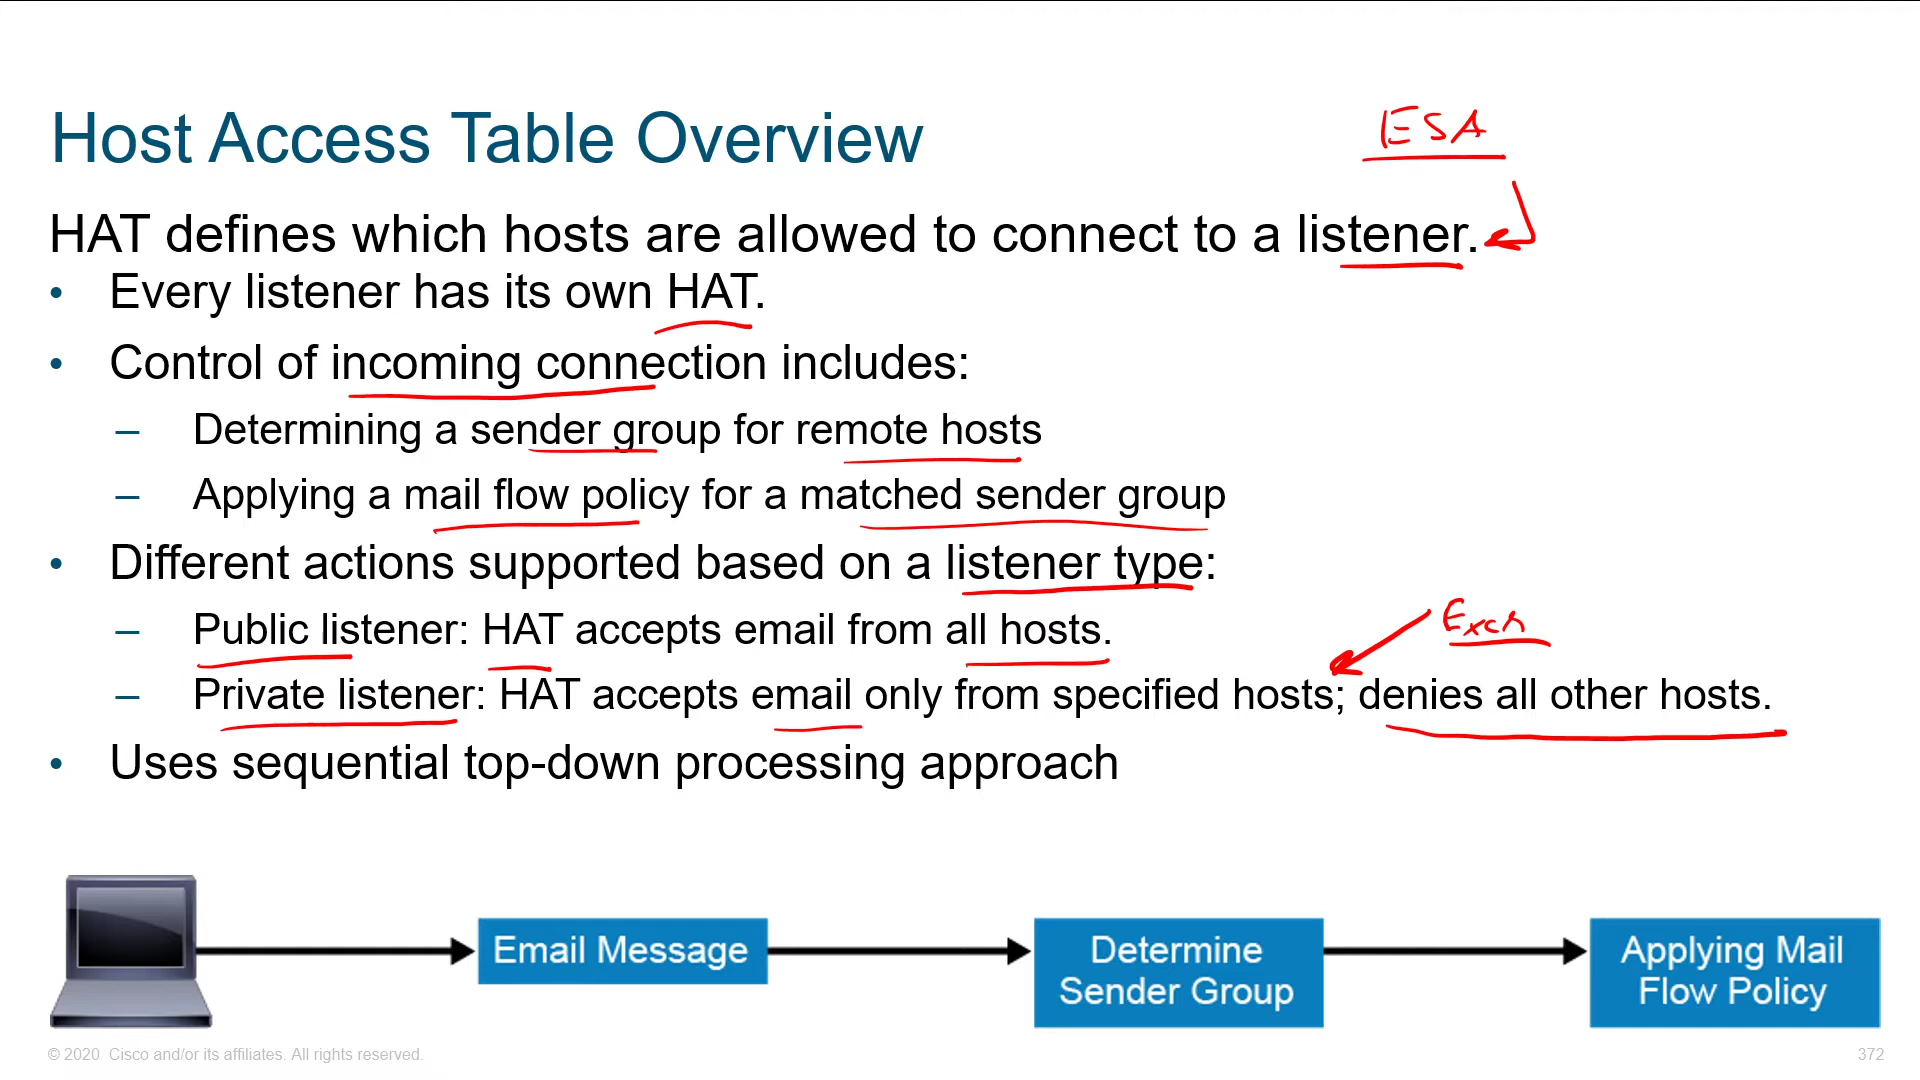 Host Access Table Overview
ESA
HAT defines which hosts are allowed to connect to a listener.
• Every listener has its own HAT.
• Control of incoming connection includes:
– Determining a sender group for remote hosts
– Applying a mail flow policy for a matched sender group
• Different actions supported based on a listener type:
– Public listener: HAT accepts email from all hosts.
Exch
– Private listener: HAT accepts email only from specified hosts; denies all other hosts.
• Uses sequential top-down processing approach
Email Message
Determine
Sender Group
Applying Mail
Flow Policy
© 2020 Cisco and/or its affiliates. All rights reserved.
372